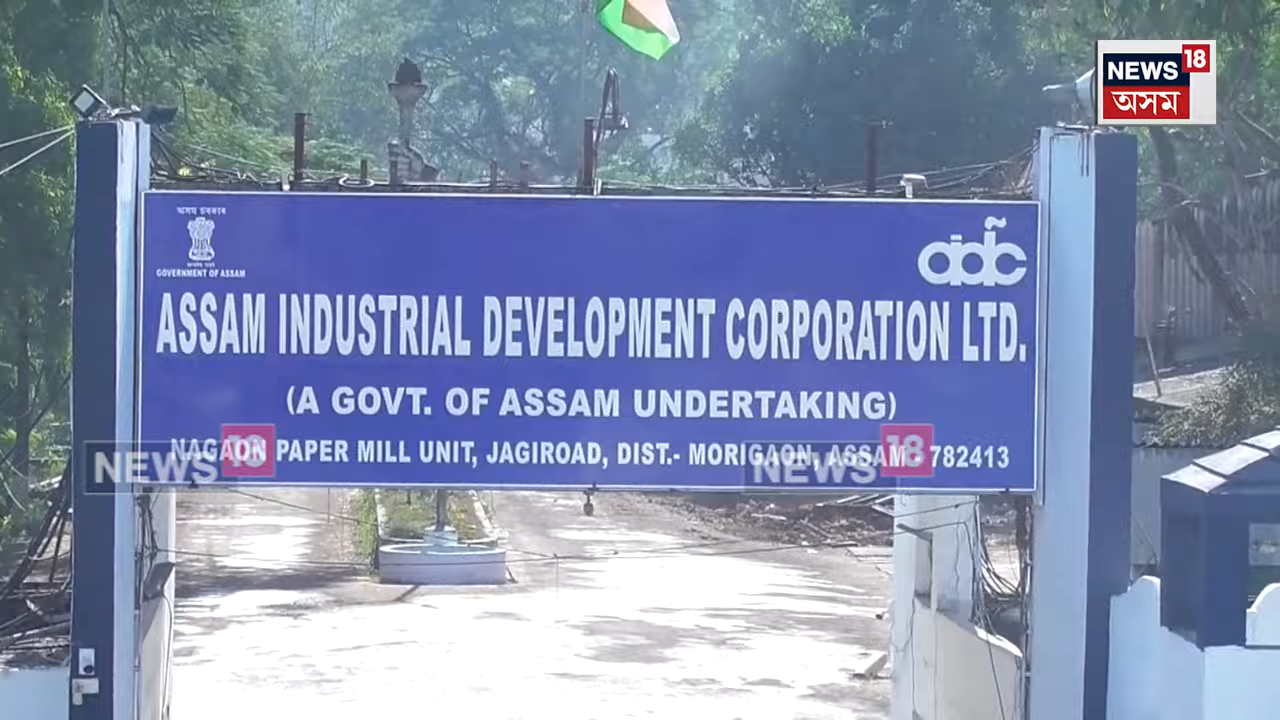 NEWS 18
অসম
অসম চৰকাৰ
GOVERNMENT OF ASSAM
aidc
ASSAM INDUSTRIAL DEVELOPMENT CORPORATION LTD.
(A GOVT. OF ASSAM UNDERTAKING)
NAGAON PAPER MILL UNIT, JAGIROAD, DIST.- MORIGAON, ASSAM - 782413
NEWS 18
NEWS 18